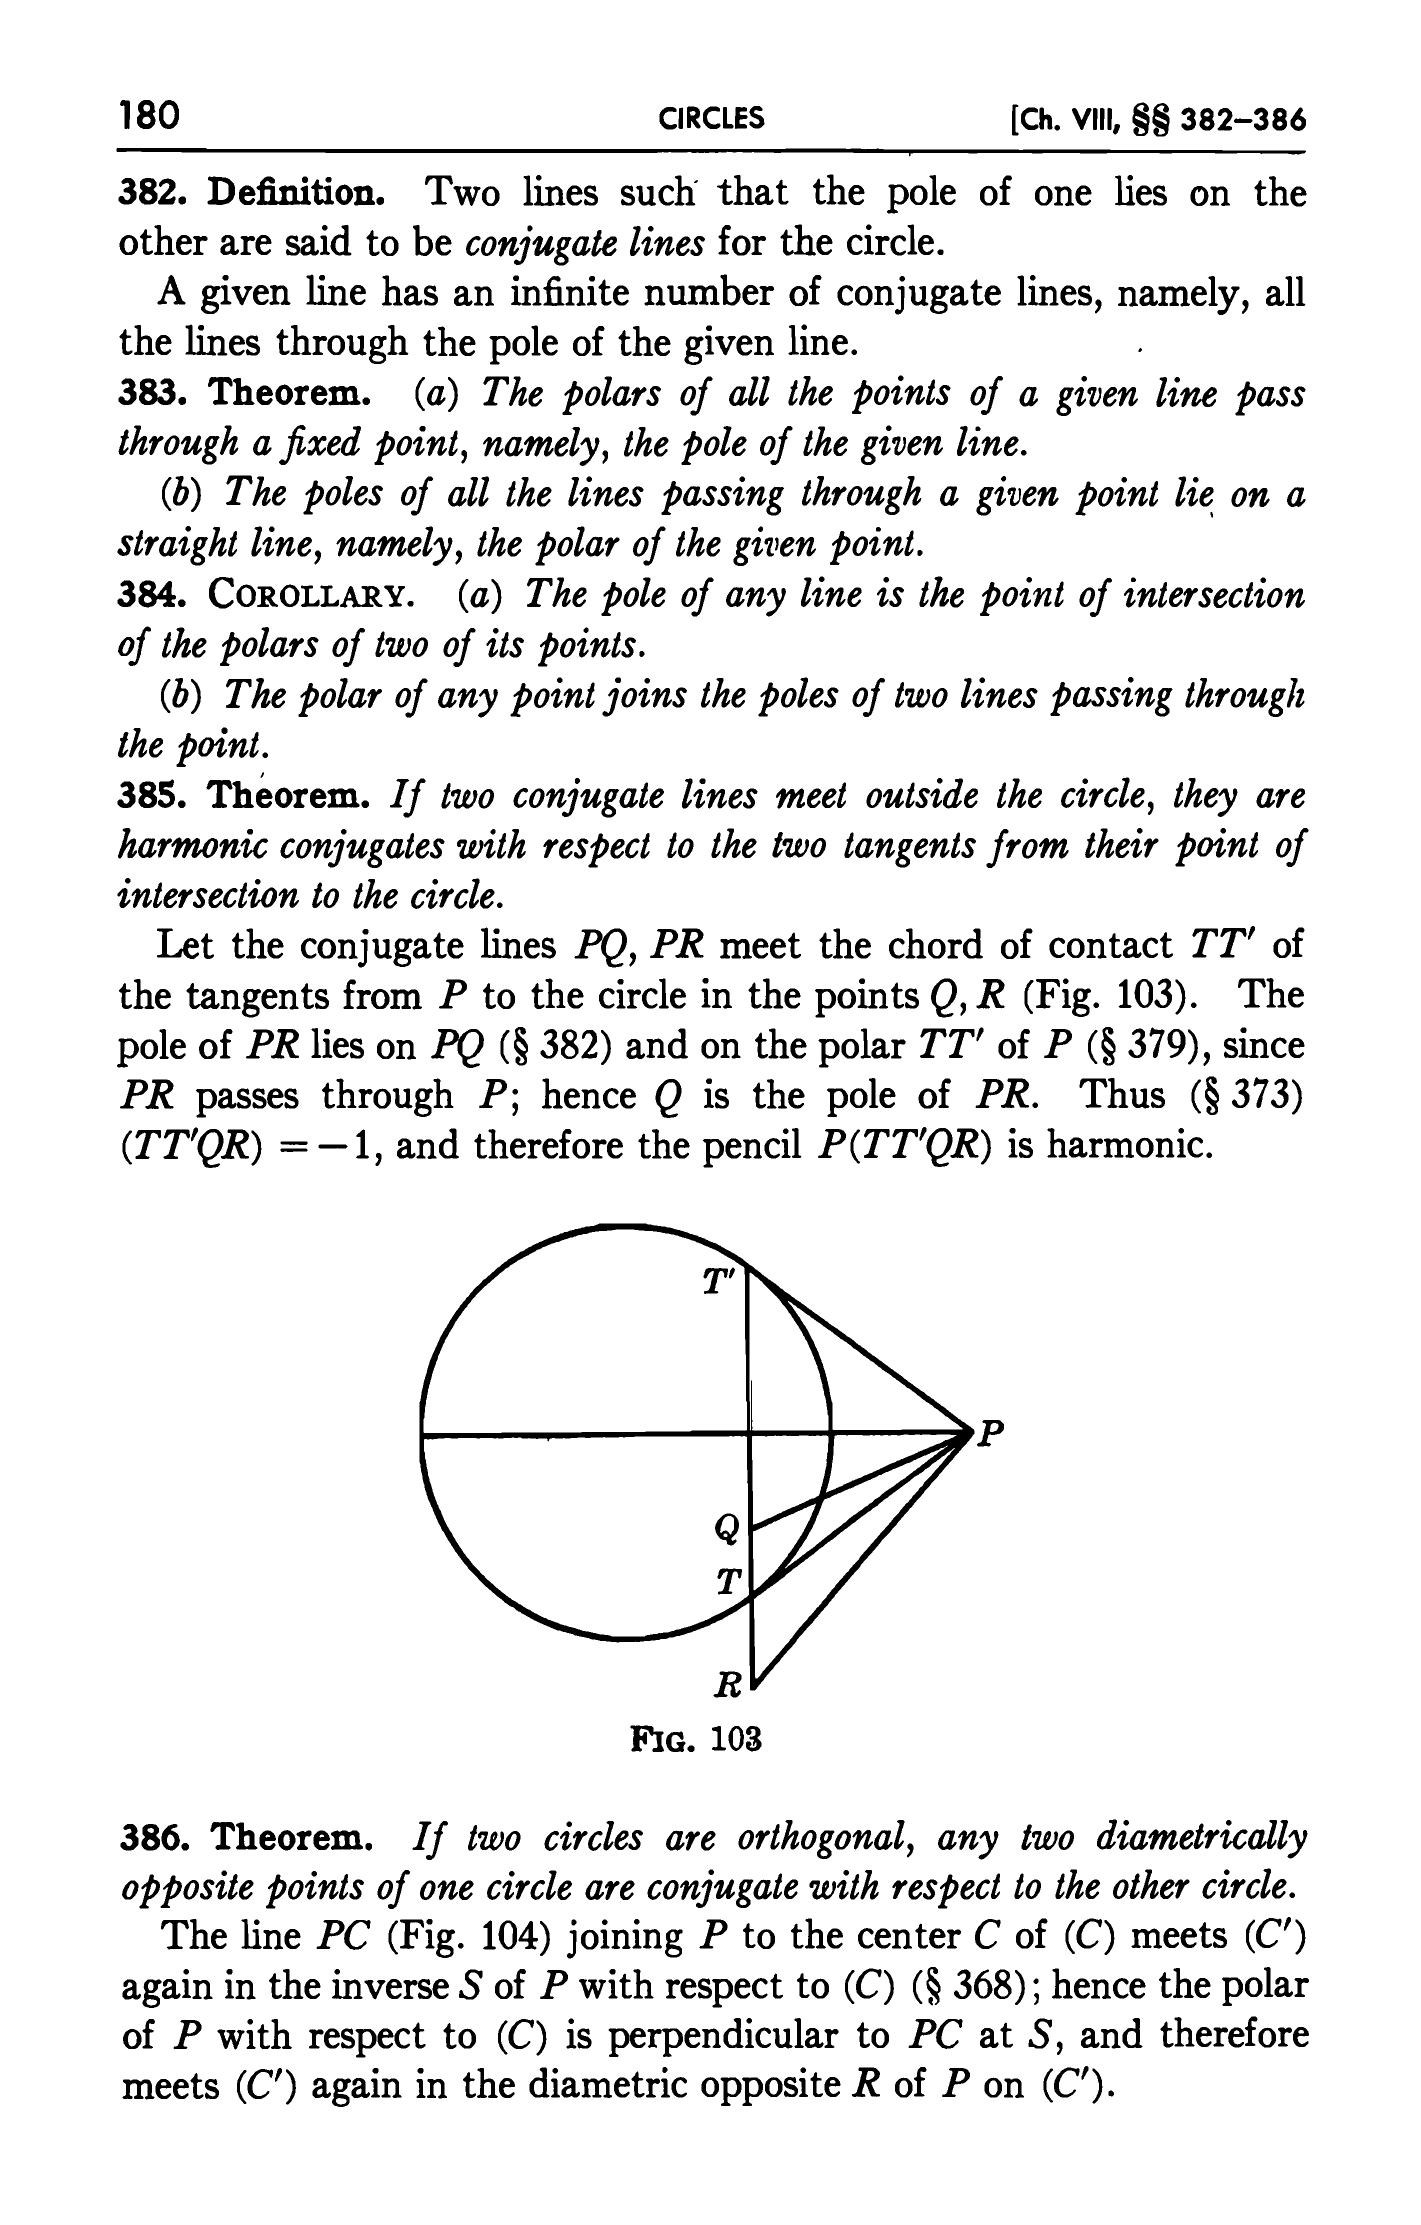 180 CIRCLES [Ch. VIII, §§ 382–386
382. Definition. Two lines such that the pole of one lies on the
other are said to be conjugate lines for the circle.
A given line has an infinite number of conjugate lines, namely, all
the lines through the pole of the given line.
383. Theorem. (a) The polars of all the points of a given line pass
through a fixed point, namely, the pole of the given line.
(b) The poles of all the lines passing through a given point lie on a
straight line, namely, the polar of the given point.
384. COROLLARY. (a) The pole of any line is the point of intersection
of the polars of two of its points.
(b) The polar of any point joins the poles of two lines passing through
the point.
385. Theorem. If two conjugate lines meet outside the circle, they are
harmonic conjugates with respect to the two tangents from their point of
intersection to the circle.
Let the conjugate lines PQ, PR meet the chord of contact TT' of
the tangents from P to the circle in the points Q, R (Fig. 103). The
pole of PR lies on PQ (§ 382) and on the polar TT' of P (§ 379), since
PR passes through P; hence Q is the pole of PR. Thus (§ 373)
(TT'QR) = −1, and therefore the pencil P(TT'QR) is harmonic.
T'
P
Q
T
R
FIG. 103
386. Theorem. If two circles are orthogonal, any two diametrically
opposite points of one circle are conjugate with respect to the other circle.
The line PC (Fig. 104) joining P to the center C of (C) meets (C')
again in the inverse S of P with respect to (C) (§ 368); hence the polar
of P with respect to (C) is perpendicular to PC at S, and therefore
meets (C') again in the diametric opposite R of P on (C').